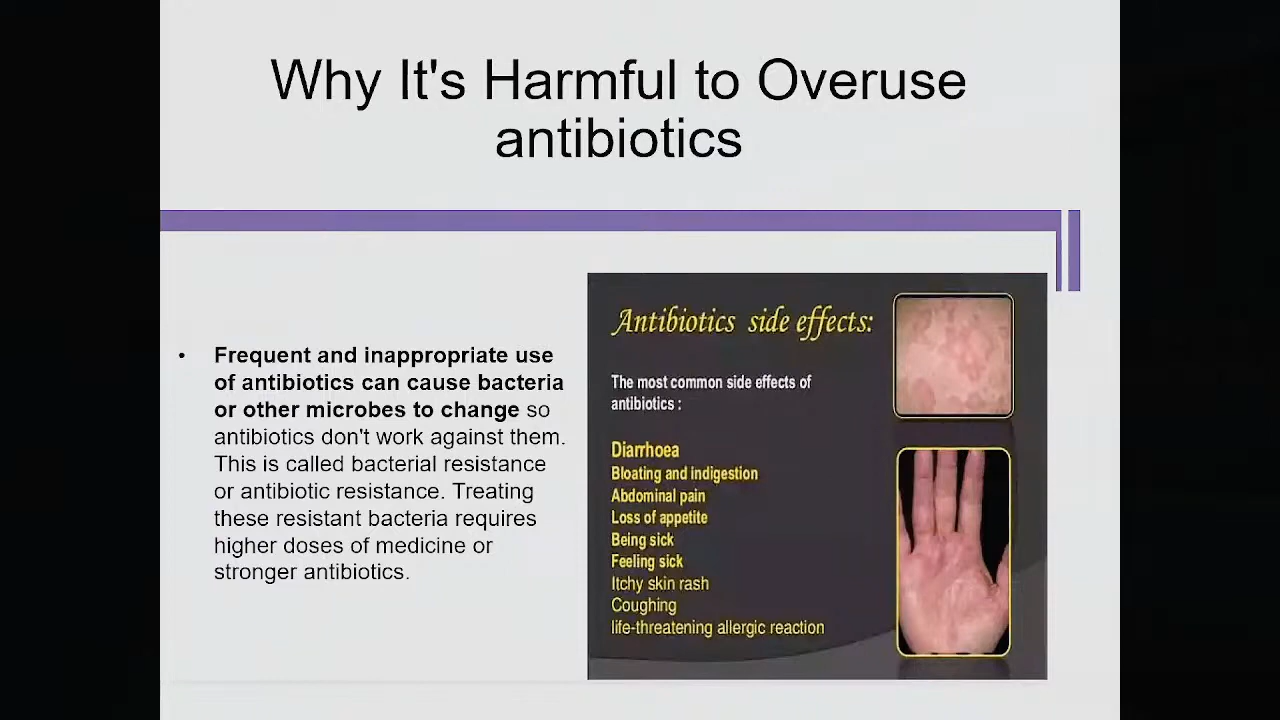 Why It's Harmful to Overuse
antibiotics
• Frequent and inappropriate use
of antibiotics can cause bacteria
or other microbes to change so
antibiotics don't work against them.
This is called bacterial resistance
or antibiotic resistance. Treating
these resistant bacteria requires
higher doses of medicine or
stronger antibiotics.
Antibiotics side effects:
The most common side effects of
antibiotics :
Diarrhoea
Bloating and indigestion
Abdominal pain
Loss of appetite
Being sick
Feeling sick
Itchy skin rash
Coughing
life-threatening allergic reaction